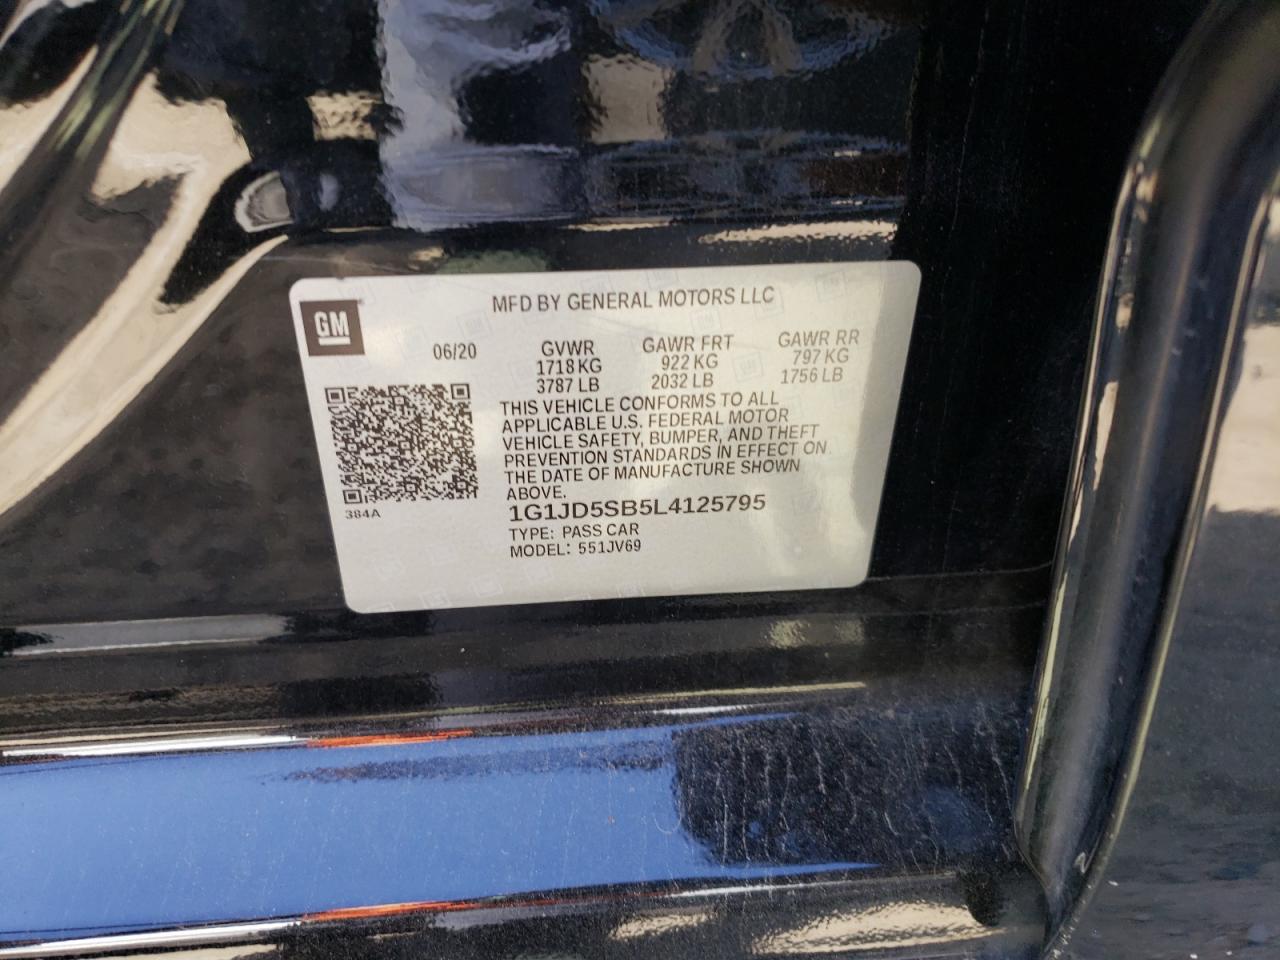 MFD BY GENERAL MOTORS LLC
GM
06/20 GVWR GAWR FRT GAWR RR
1718 KG 922 KG 797 KG
3787 LB 2032 LB 1756 LB
THIS VEHICLE CONFORMS TO ALL
APPLICABLE U.S. FEDERAL MOTOR
VEHICLE SAFETY, BUMPER, AND THEFT
PREVENTION STANDARDS IN EFFECT ON
THE DATE OF MANUFACTURE SHOWN
ABOVE.
384A
1G1JD5SB5L4125795
TYPE: PASS CAR
MODEL: 551JV69